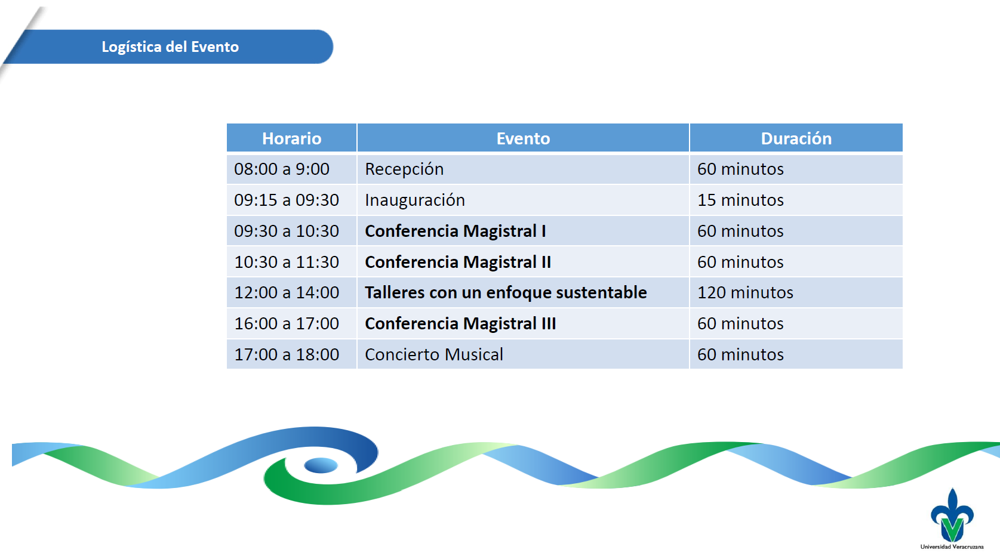 Logística del Evento
Horario Evento Duración
08:00 a 9:00 Recepción 60 minutos
09:15 a 09:30 Inauguración 15 minutos
09:30 a 10:30 Conferencia Magistral I 60 minutos
10:30 a 11:30 Conferencia Magistral II 60 minutos
12:00 a 14:00 Talleres con un enfoque sustentable 120 minutos
16:00 a 17:00 Conferencia Magistral III 60 minutos
17:00 a 18:00 Concierto Musical 60 minutos
Universidad Veracruzana